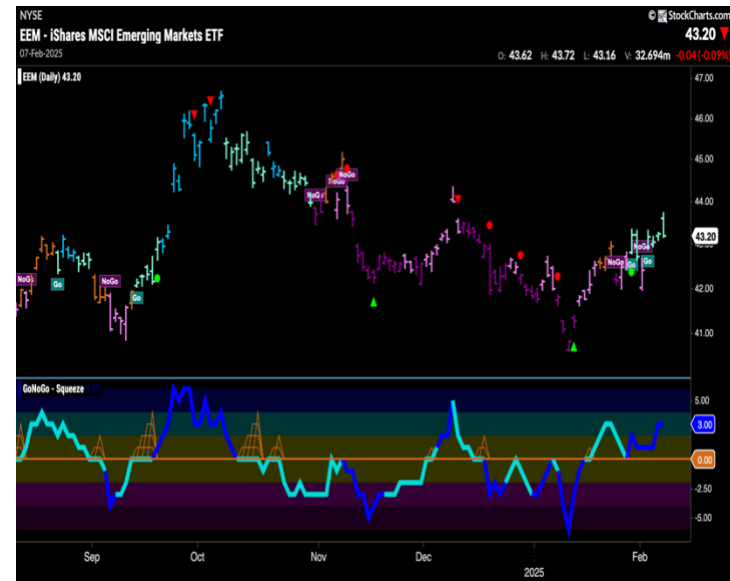 NYSE
© StockCharts.com
EEM - iShares MSCI Emerging Markets ETF
43.20
07-Feb-2025
O: 43.62 H: 43.72 L: 43.16 V: 32.694m -0.04 (-0.09%)
EEM (Daily) 43.20
47.00
46.00
45.00
44.00
43.20
42.00
41.00
NoGo
Go
NoGo
Go
NoGo
NoGo
NoGo
NoGo
Go
NoGo
Go
GoNoGo - Squeeze
5.00
3.00
0.00
-2.50
-5.00
Sep Oct Nov Dec Feb
2025